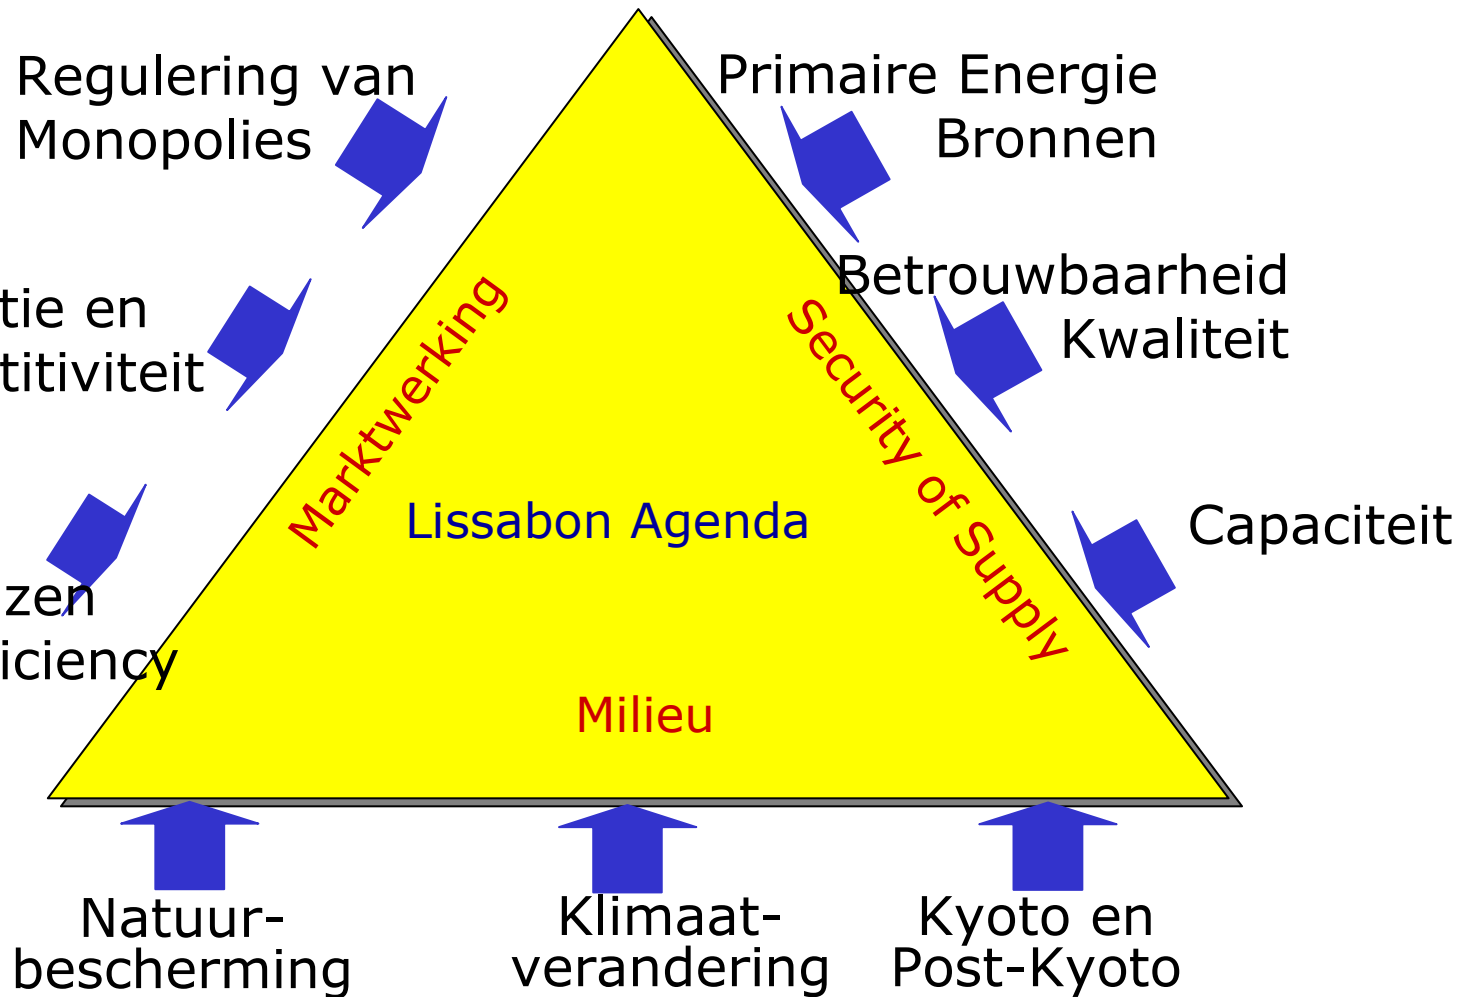 Regulering van
Monopolies
Primaire Energie
Bronnen
tie en
titiviteit
Betrouwbaarheid
Kwaliteit
Marktwerking
Security of Supply
Lissabon Agenda
Capaciteit
zen
iciency
Milieu
Natuur-
bescherming
Klimaat-
verandering
Kyoto en
Post-Kyoto